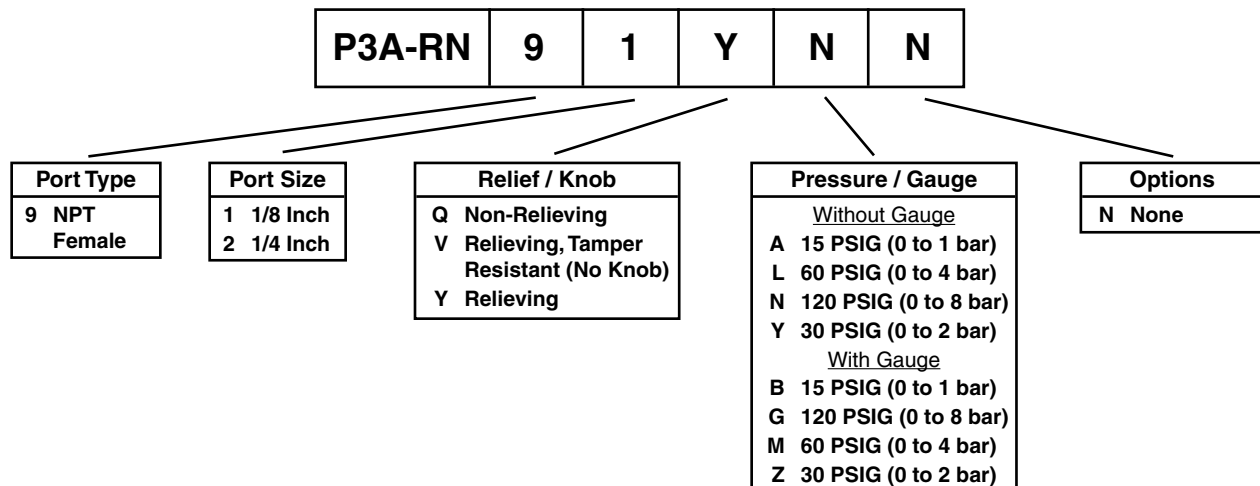 P3A-RN 9 1 Y N N
Port Type
9 NPT
Female
Port Size
1 1/8 Inch
2 1/4 Inch
Relief / Knob
Q Non-Relieving
V Relieving, Tamper
Resistant (No Knob)
Y Relieving
Pressure / Gauge
Without Gauge
A 15 PSIG (0 to 1 bar)
L 60 PSIG (0 to 4 bar)
N 120 PSIG (0 to 8 bar)
Y 30 PSIG (0 to 2 bar)
With Gauge
B 15 PSIG (0 to 1 bar)
G 120 PSIG (0 to 8 bar)
M 60 PSIG (0 to 4 bar)
Z 30 PSIG (0 to 2 bar)
Options
N None